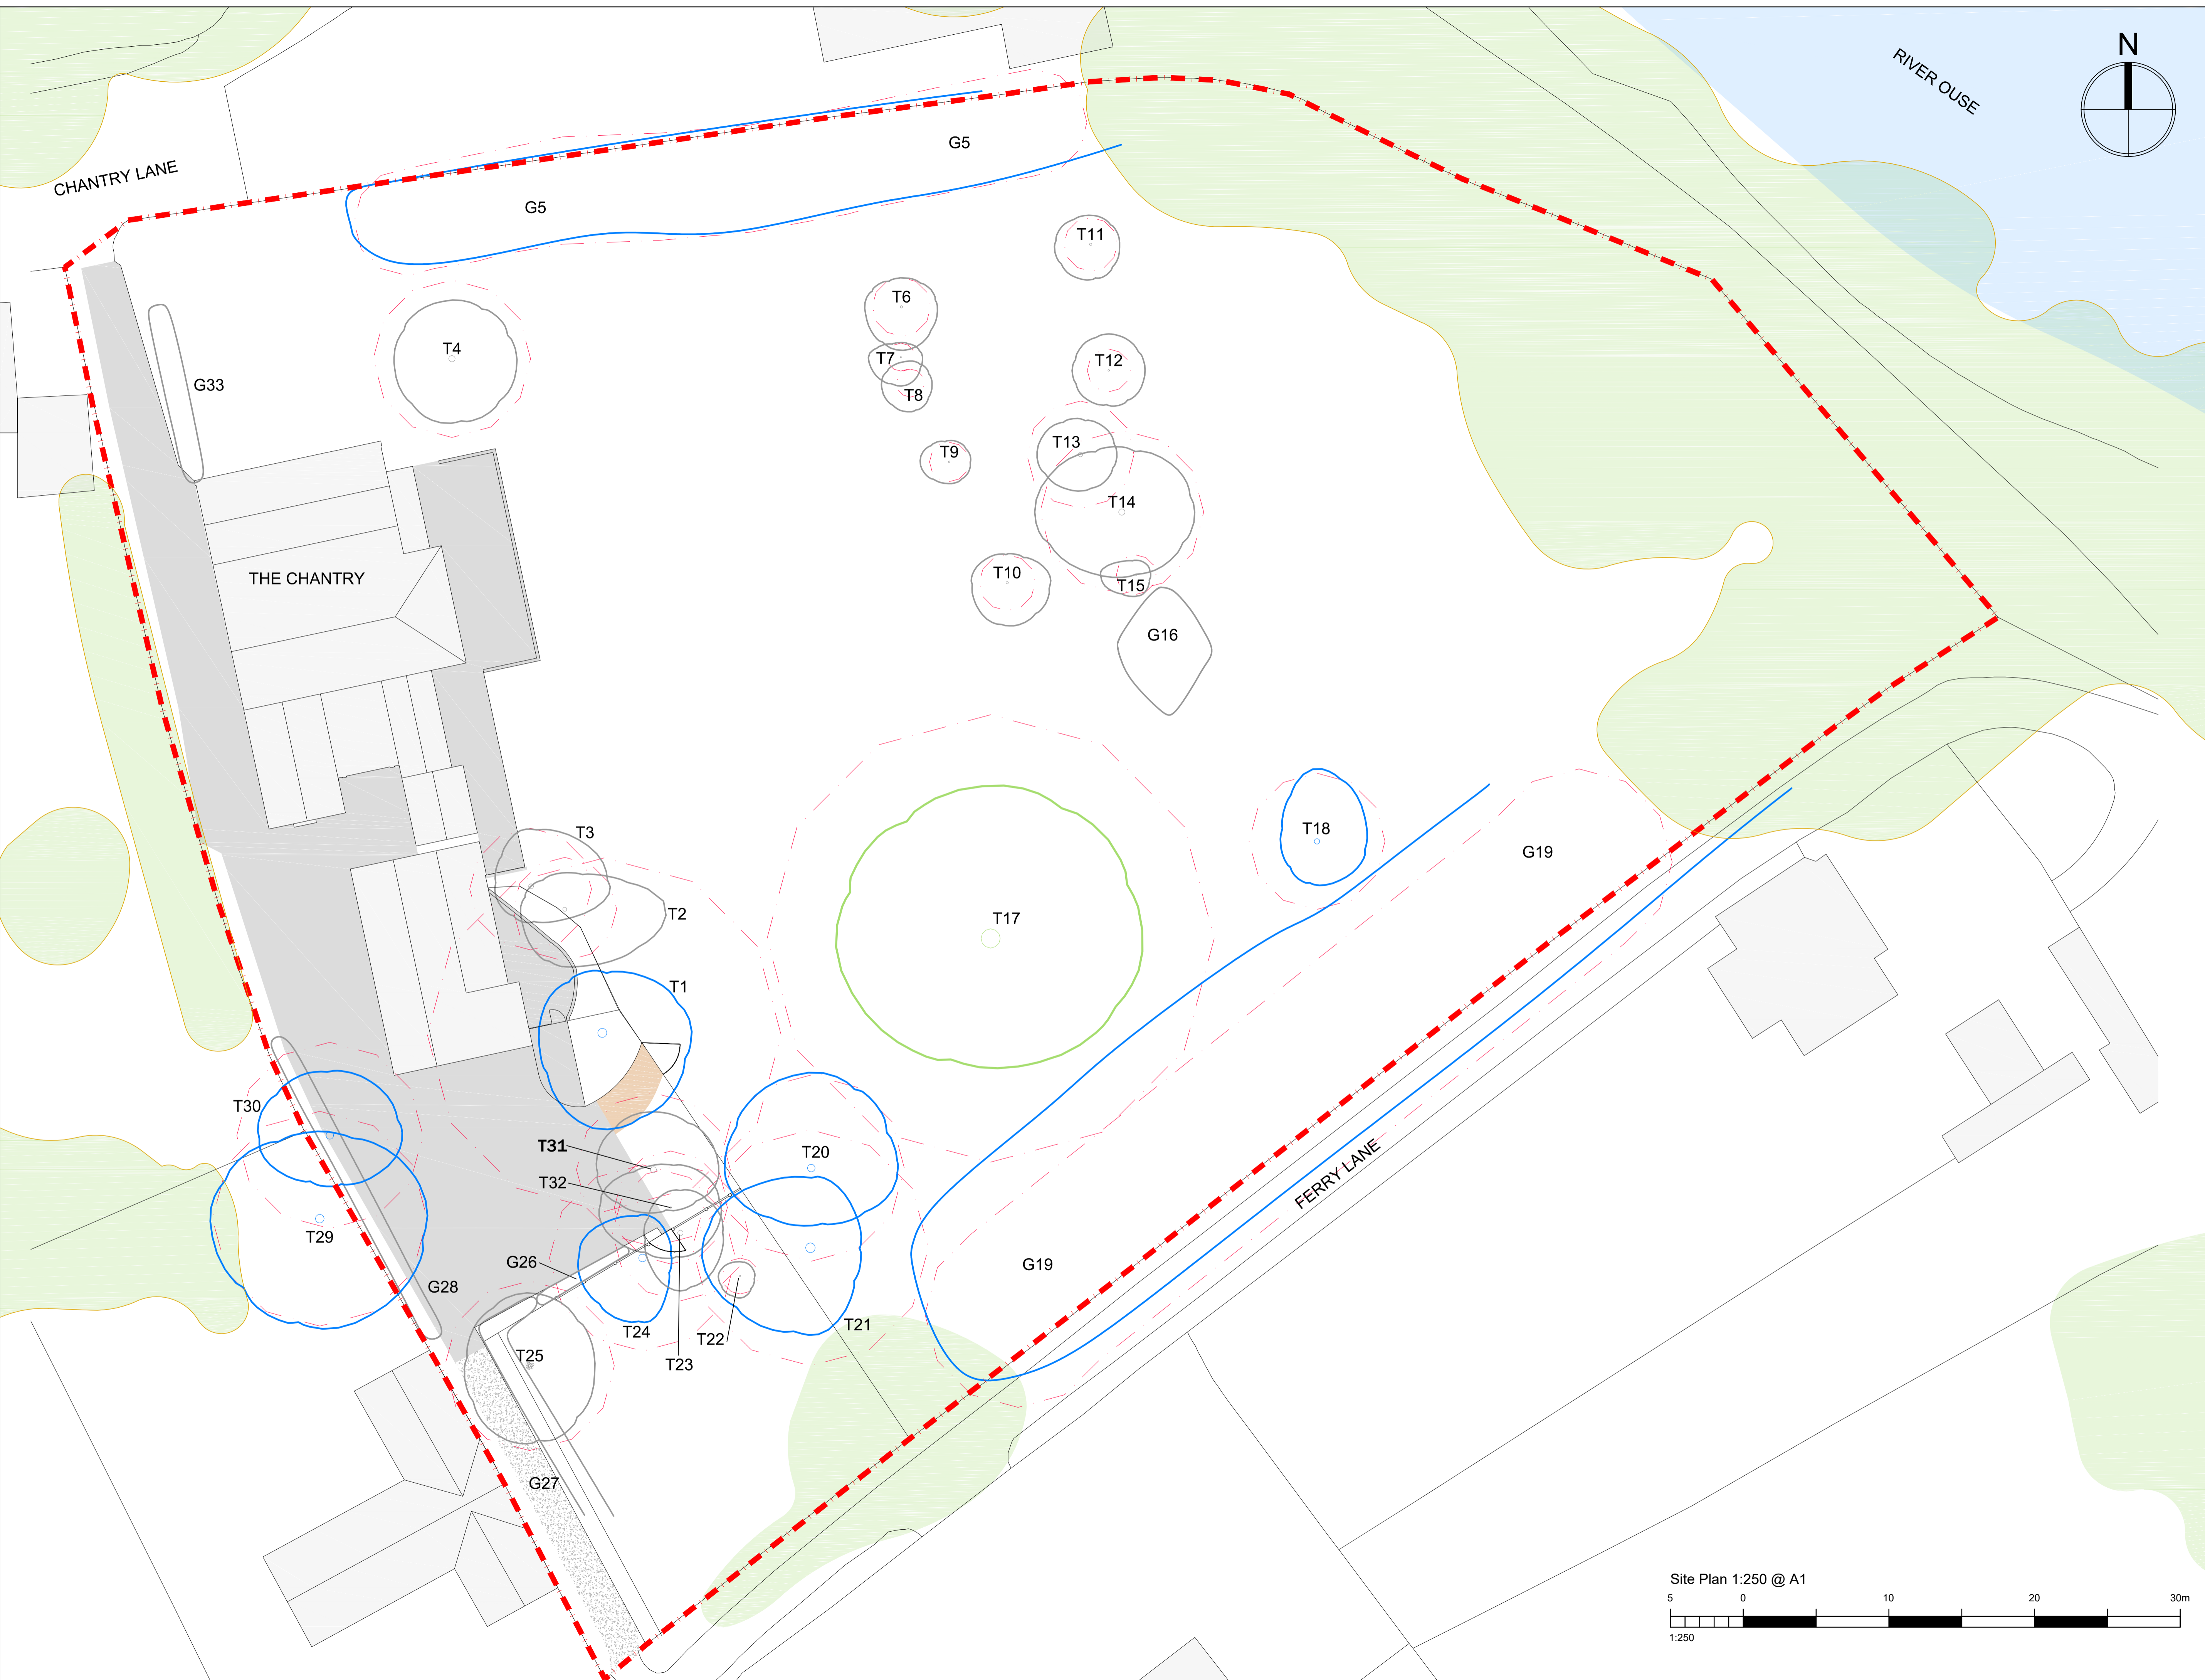 N
RIVER OUSE
CHANTRY LANE
G5
G5
T11
T6
T4
T7
T12
G33
T8
T13
T9
T14
T10
THE CHANTRY
T15
G16
T3
T18
G19
T2
T17
T1
T30
T31
T20
T32
FERRY LANE
T29
G26
G19
G28
T21
T24
T22
T25
T23
G27
Site Plan 1:250 @ A1
5 0 10 20 30m
1:250